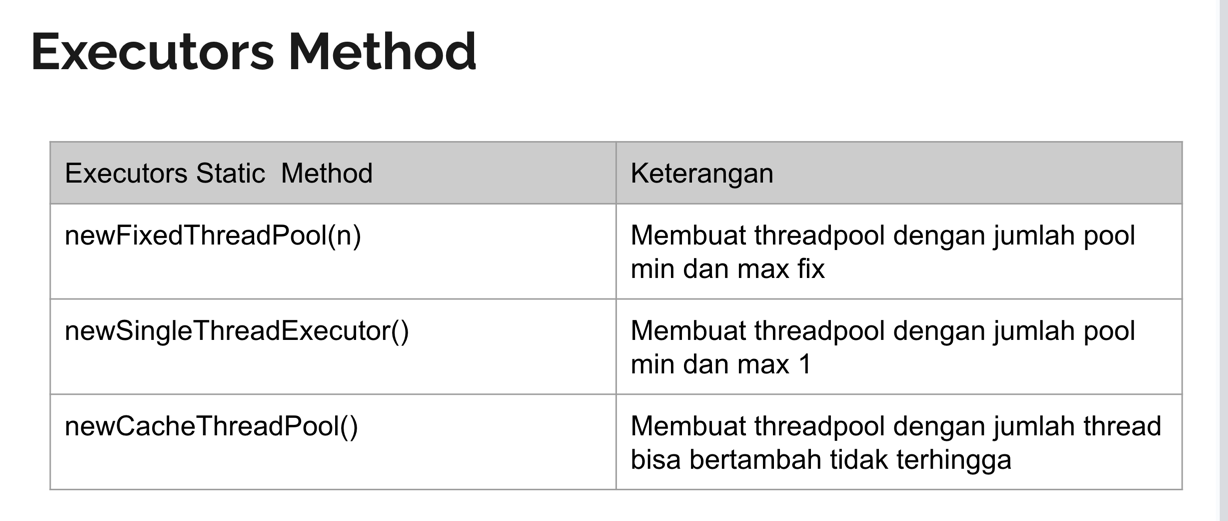 Executors Method
Executors Static  Method
Keterangan
newFixedThreadPool(n)
Membuat threadpool dengan jumlah pool
min dan max fix
newSingleThreadExecutor()
Membuat threadpool dengan jumlah pool
min dan max 1
newCacheThreadPool()
Membuat threadpool dengan jumlah thread
bisa bertambah tidak terhingga